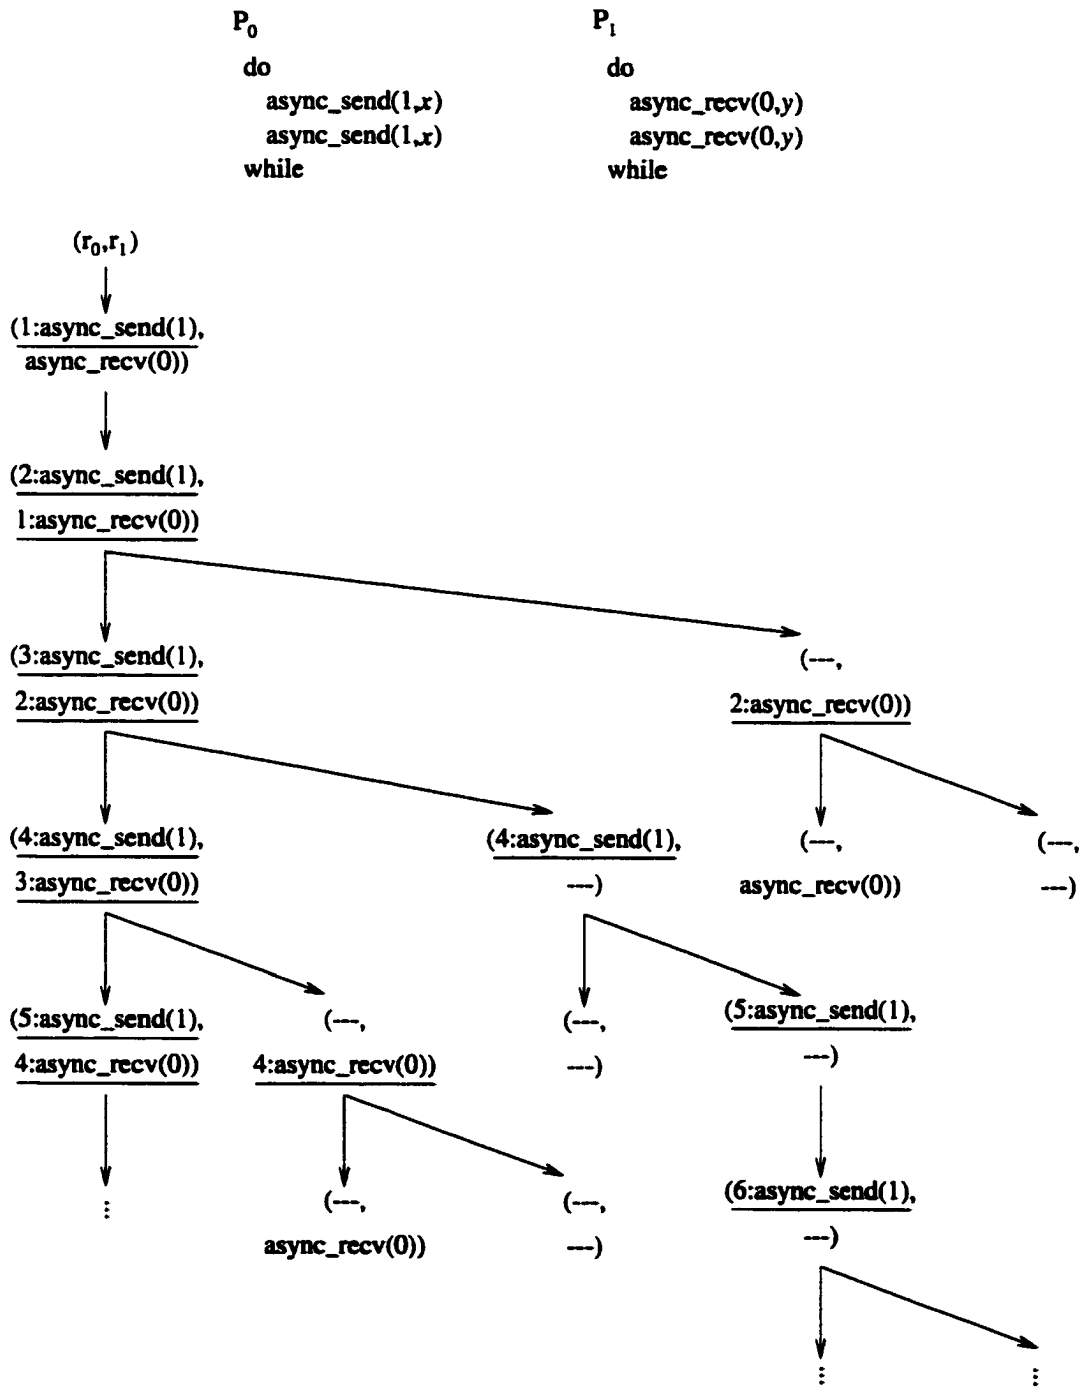 P0 P1
do do
async_send(1,x) async_recv(0,y)
async_send(1,x) async_recv(0,y)
while while
(r0,r1)
(1:async_send(1),
async_recv(0))
(2:async_send(1),
1:async_recv(0))
(3:async_send(1), (---,
2:async_recv(0)) 2:async_recv(0))
(4:async_send(1), (4:async_send(1), (---, (---,
3:async_recv(0)) ---) async_recv(0)) ---)
(5:async_send(1), (---, (---, (5:async_send(1),
4:async_recv(0)) 4:async_recv(0)) ---) ---)
⋮ (---, (---, (6:async_send(1),
async_recv(0)) ---) ---)
⋮ ⋮